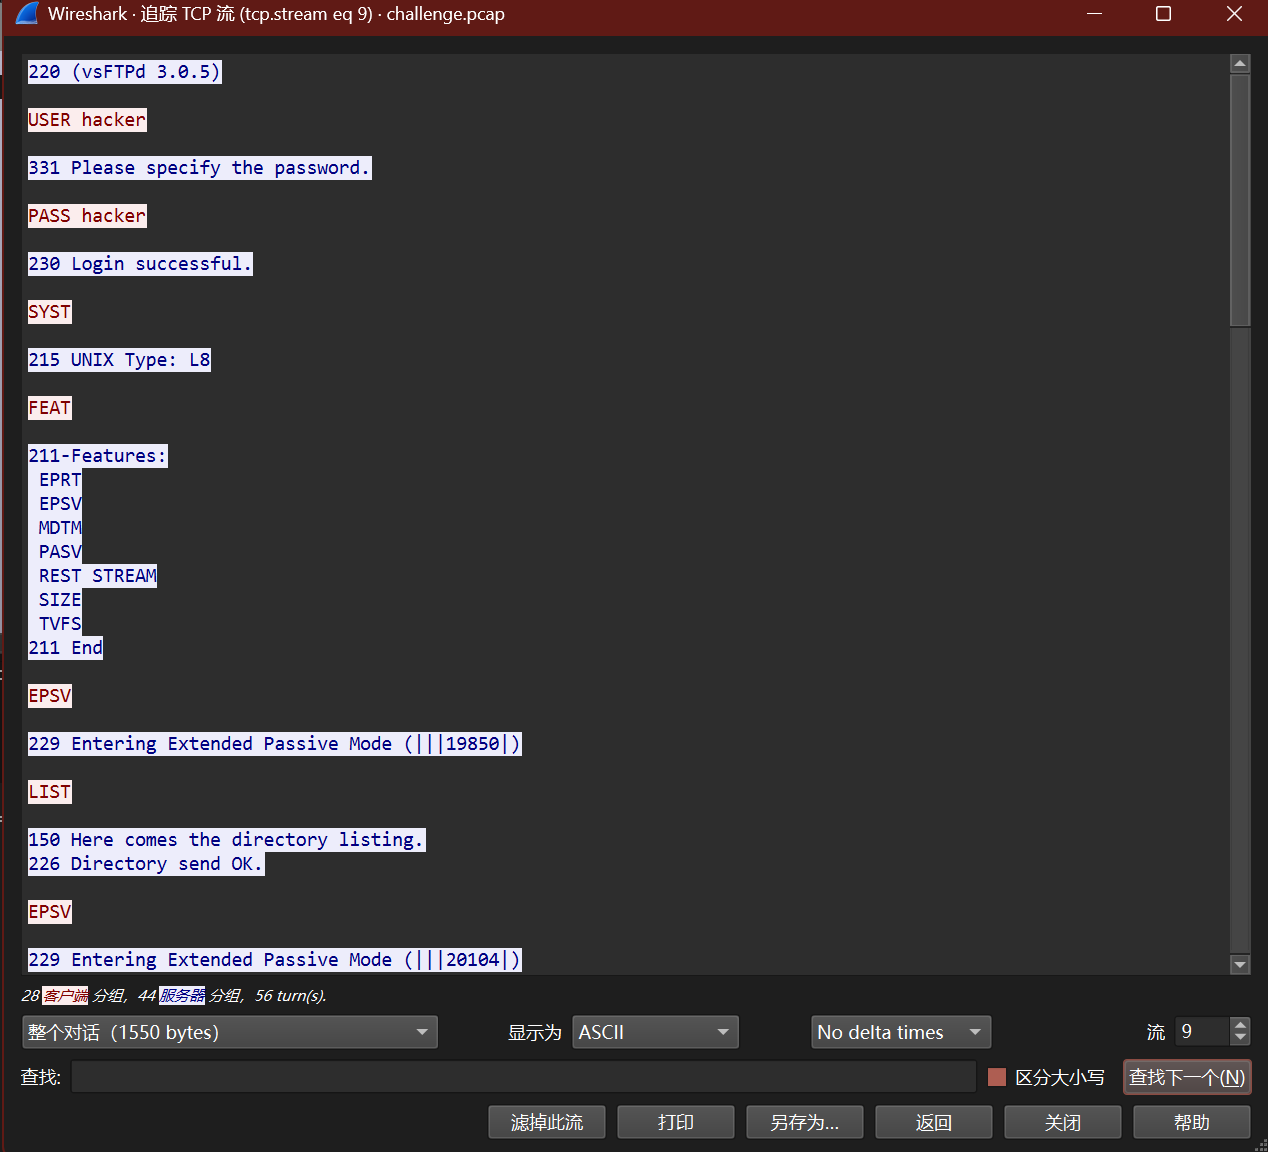 Wireshark · 追踪 TCP 流 (tcp.stream eq 9) · challenge.pcap
220 (vsFTPd 3.0.5)
USER hacker
331 Please specify the password.
PASS hacker
230 Login successful.
SYST
215 UNIX Type: L8
FEAT
211-Features:
EPRT
EPSV
MDTM
PASV
REST STREAM
SIZE
TVFS
211 End
EPSV
229 Entering Extended Passive Mode (|||19850|)
LIST
150 Here comes the directory listing.
226 Directory send OK.
EPSV
229 Entering Extended Passive Mode (|||20104|)
28 客户端 分组，44 服务器 分组，56 turn(s).
整个对话（1550 bytes） 显示为 ASCII No delta times 流 9
查找: 区分大小写 查找下一个(N)
滤掉此流 打印 另存为… 返回 关闭 帮助